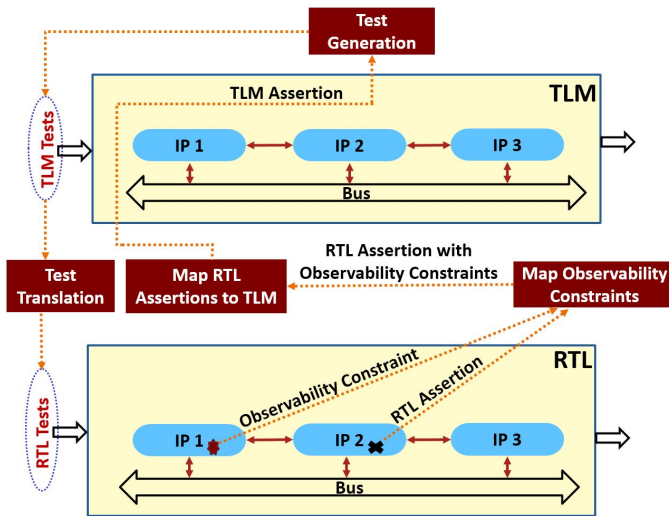 Test
Generation
TLM Assertion
TLM
TLM Tests
IP 1
IP 2
IP 3
Bus
Test
Translation
Map RTL
Assertions to TLM
RTL Assertion with
Observability Constraints
Map Observability
Constraints
RTL
Observability Constraint
RTL Assertion
RTL Tests
IP 1
IP 2
IP 3
Bus